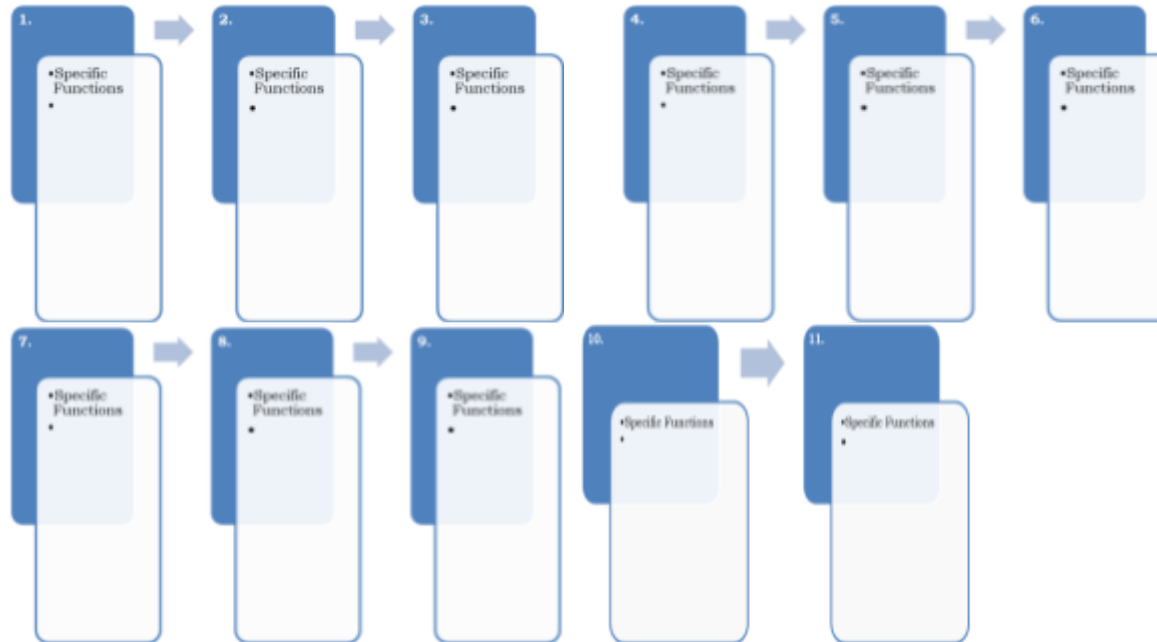 1.
•Specific
Functions
•
2.
•Specific
Functions
•
3.
•Specific
Functions
•
4.
•Specific
Functions
•
5.
•Specific
Functions
•
6.
•Specific
Functions
•
7.
•Specific
Functions
•
8.
•Specific
Functions
•
9.
•Specific
Functions
•
10.
•Specific Functions
•
11.
•Specific Functions
•